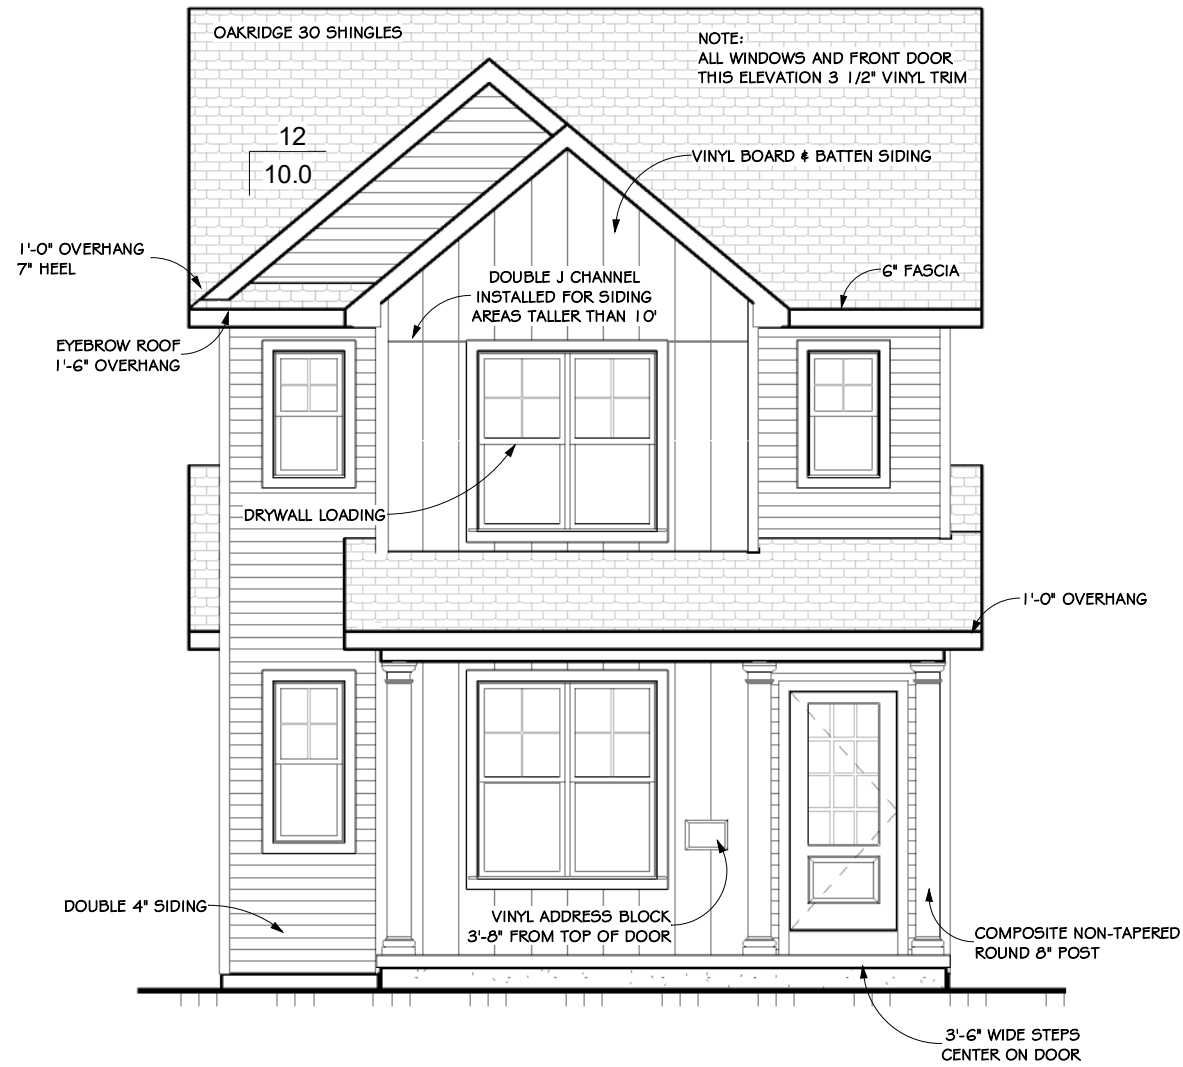 OAKRIDGE 30 SHINGLES
NOTE:
ALL WINDOWS AND FRONT DOOR
THIS ELEVATION 3 1/2" VINYL TRIM
12
10.0
VINYL BOARD & BATTEN SIDING
1'-0" OVERHANG
7" HEEL
DOUBLE J CHANNEL
INSTALLED FOR SIDING
AREAS TALLER THAN 10'
6" FASCIA
EYEBROW ROOF
1'-6" OVERHANG
DRYWALL LOADING
1'-0" OVERHANG
DOUBLE 4" SIDING
VINYL ADDRESS BLOCK
3'-8" FROM TOP OF DOOR
COMPOSITE NON-TAPERED
ROUND 8" POST
3'-6" WIDE STEPS
CENTER ON DOOR